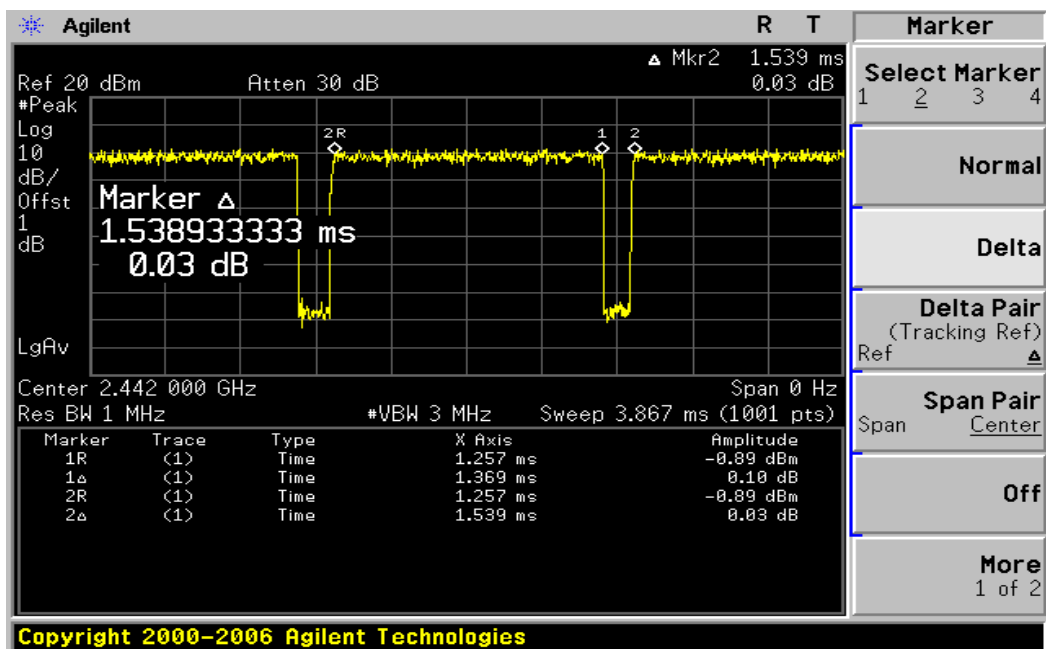 Agilent R T
Marker
Δ Mkr2 1.539 ms
Ref 20 dBm Atten 30 dB 0.03 dB
#Peak
Log
10
dB/
Offst
1
dB
2R 1 2
Marker Δ
1.538933333 ms
0.03 dB
LgAv
Center 2.442 000 GHz Span 0 Hz
Res BW 1 MHz #VBW 3 MHz Sweep 3.867 ms (1001 pts)
Marker Trace Type X Axis Amplitude
1R (1) Time 1.257 ms -0.89 dBm
1Δ (1) Time 1.369 ms 0.10 dB
2R (1) Time 1.257 ms -0.89 dBm
2Δ (1) Time 1.539 ms 0.03 dB
Select Marker
1 2 3 4
Normal
Delta
Delta Pair
(Tracking Ref)
Ref Δ
Span Pair
Span Center
Off
More
1 of 2
Copyright 2000-2006 Agilent Technologies